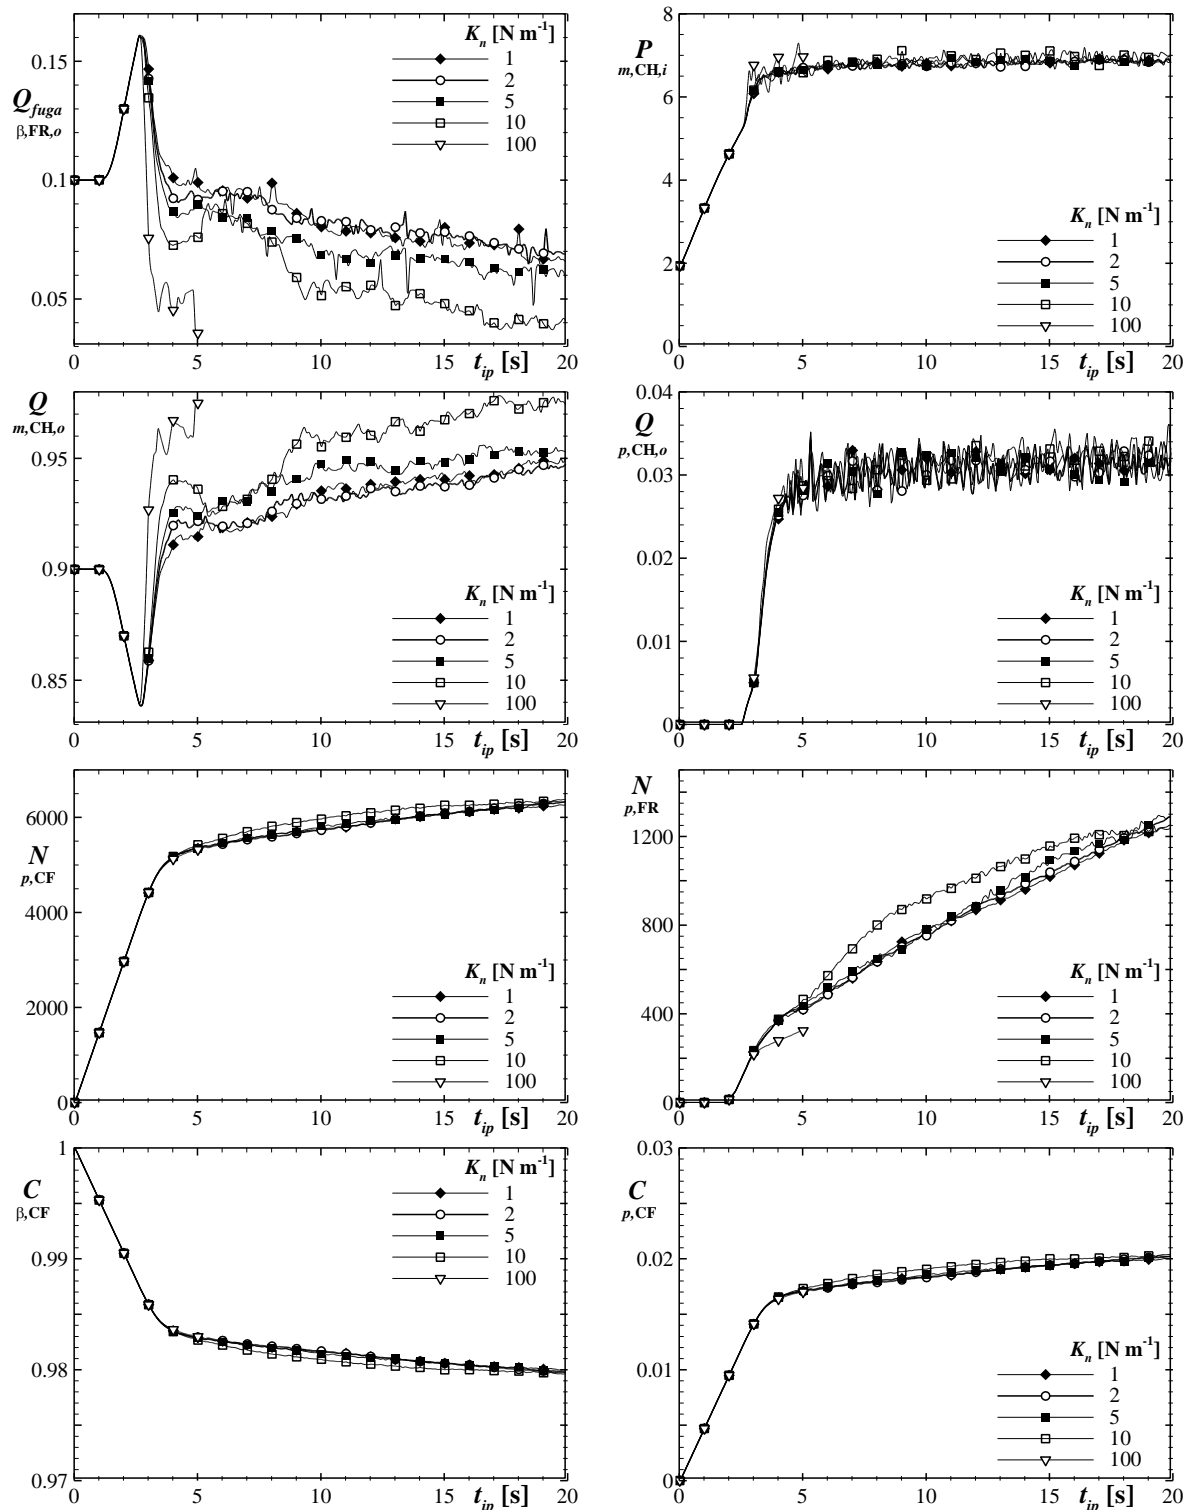 0.15
0.1
0.05
Q_fuga
β,FR,o
K_n [N m⁻¹]
1
2
5
10
100
0 5 10 15 20
t_ip [s]
8
6
4
2
0
P
m,CH,i
K_n [N m⁻¹]
1
2
5
10
100
0 5 10 15 20
t_ip [s]
Q
m,CH,o
0.95
0.9
0.85
K_n [N m⁻¹]
1
2
5
10
100
0 5 10 15 20
t_ip [s]
0.04
0.03
0.02
0.01
0
Q
p,CH,o
K_n [N m⁻¹]
1
2
5
10
100
0 5 10 15 20
t_ip [s]
6000
4000
2000
0
N
p,CF
K_n [N m⁻¹]
1
2
5
10
100
0 5 10 15 20
t_ip [s]
N
p,FR
1200
800
400
0
K_n [N m⁻¹]
1
2
5
10
100
0 5 10 15 20
t_ip [s]
1
0.99
0.98
0.97
C
β,CF
K_n [N m⁻¹]
1
2
5
10
100
0 5 10 15 20
t_ip [s]
0.03
0.02
0.01
0
C
p,CF
K_n [N m⁻¹]
1
2
5
10
100
0 5 10 15 20
t_ip [s]